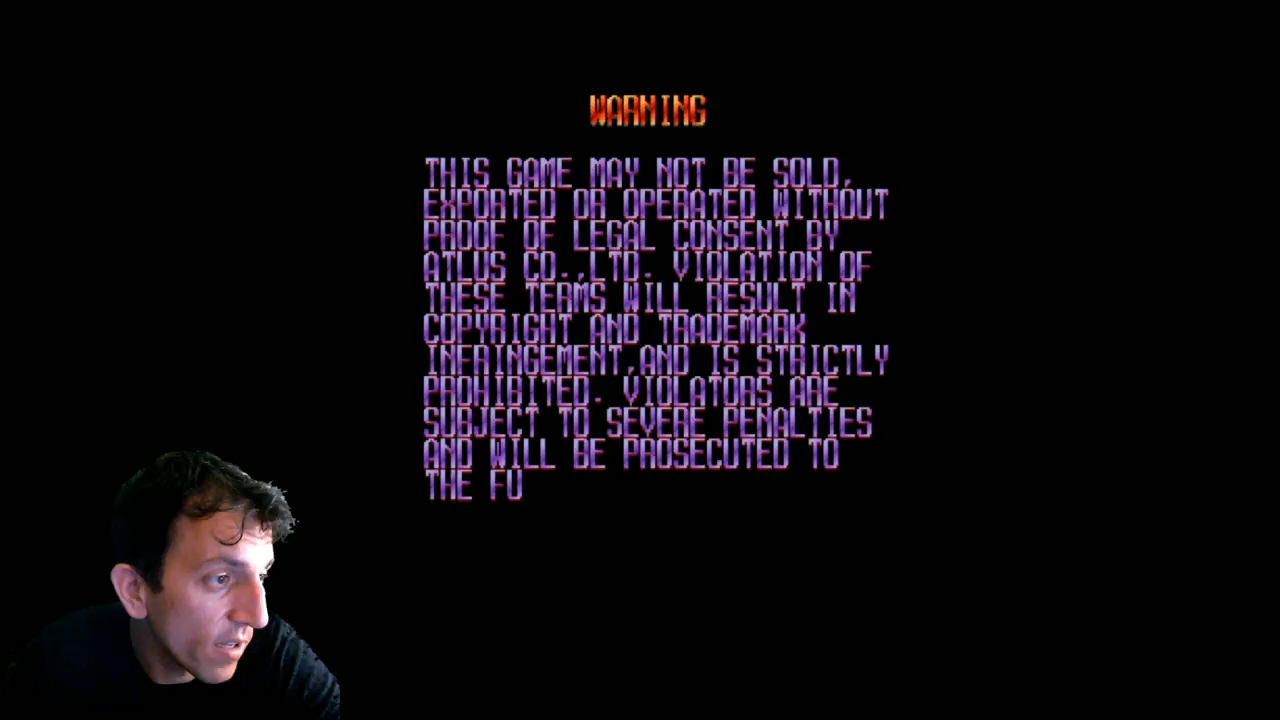 WARNING
THIS GAME MAY NOT BE SOLD,
EXPORTED OR OPERATED WITHOUT
PROOF OF LEGAL CONSENT BY
ATLUS CO.,LTD. VIOLATION OF
THESE TERMS WILL RESULT IN
COPYRIGHT AND TRADEMARK
INFRINGEMENT,AND IS STRICTLY
PROHIBITED. VIOLATORS ARE
SUBJECT TO SEVERE PENALTIES
AND WILL BE PROSECUTED TO
THE FU